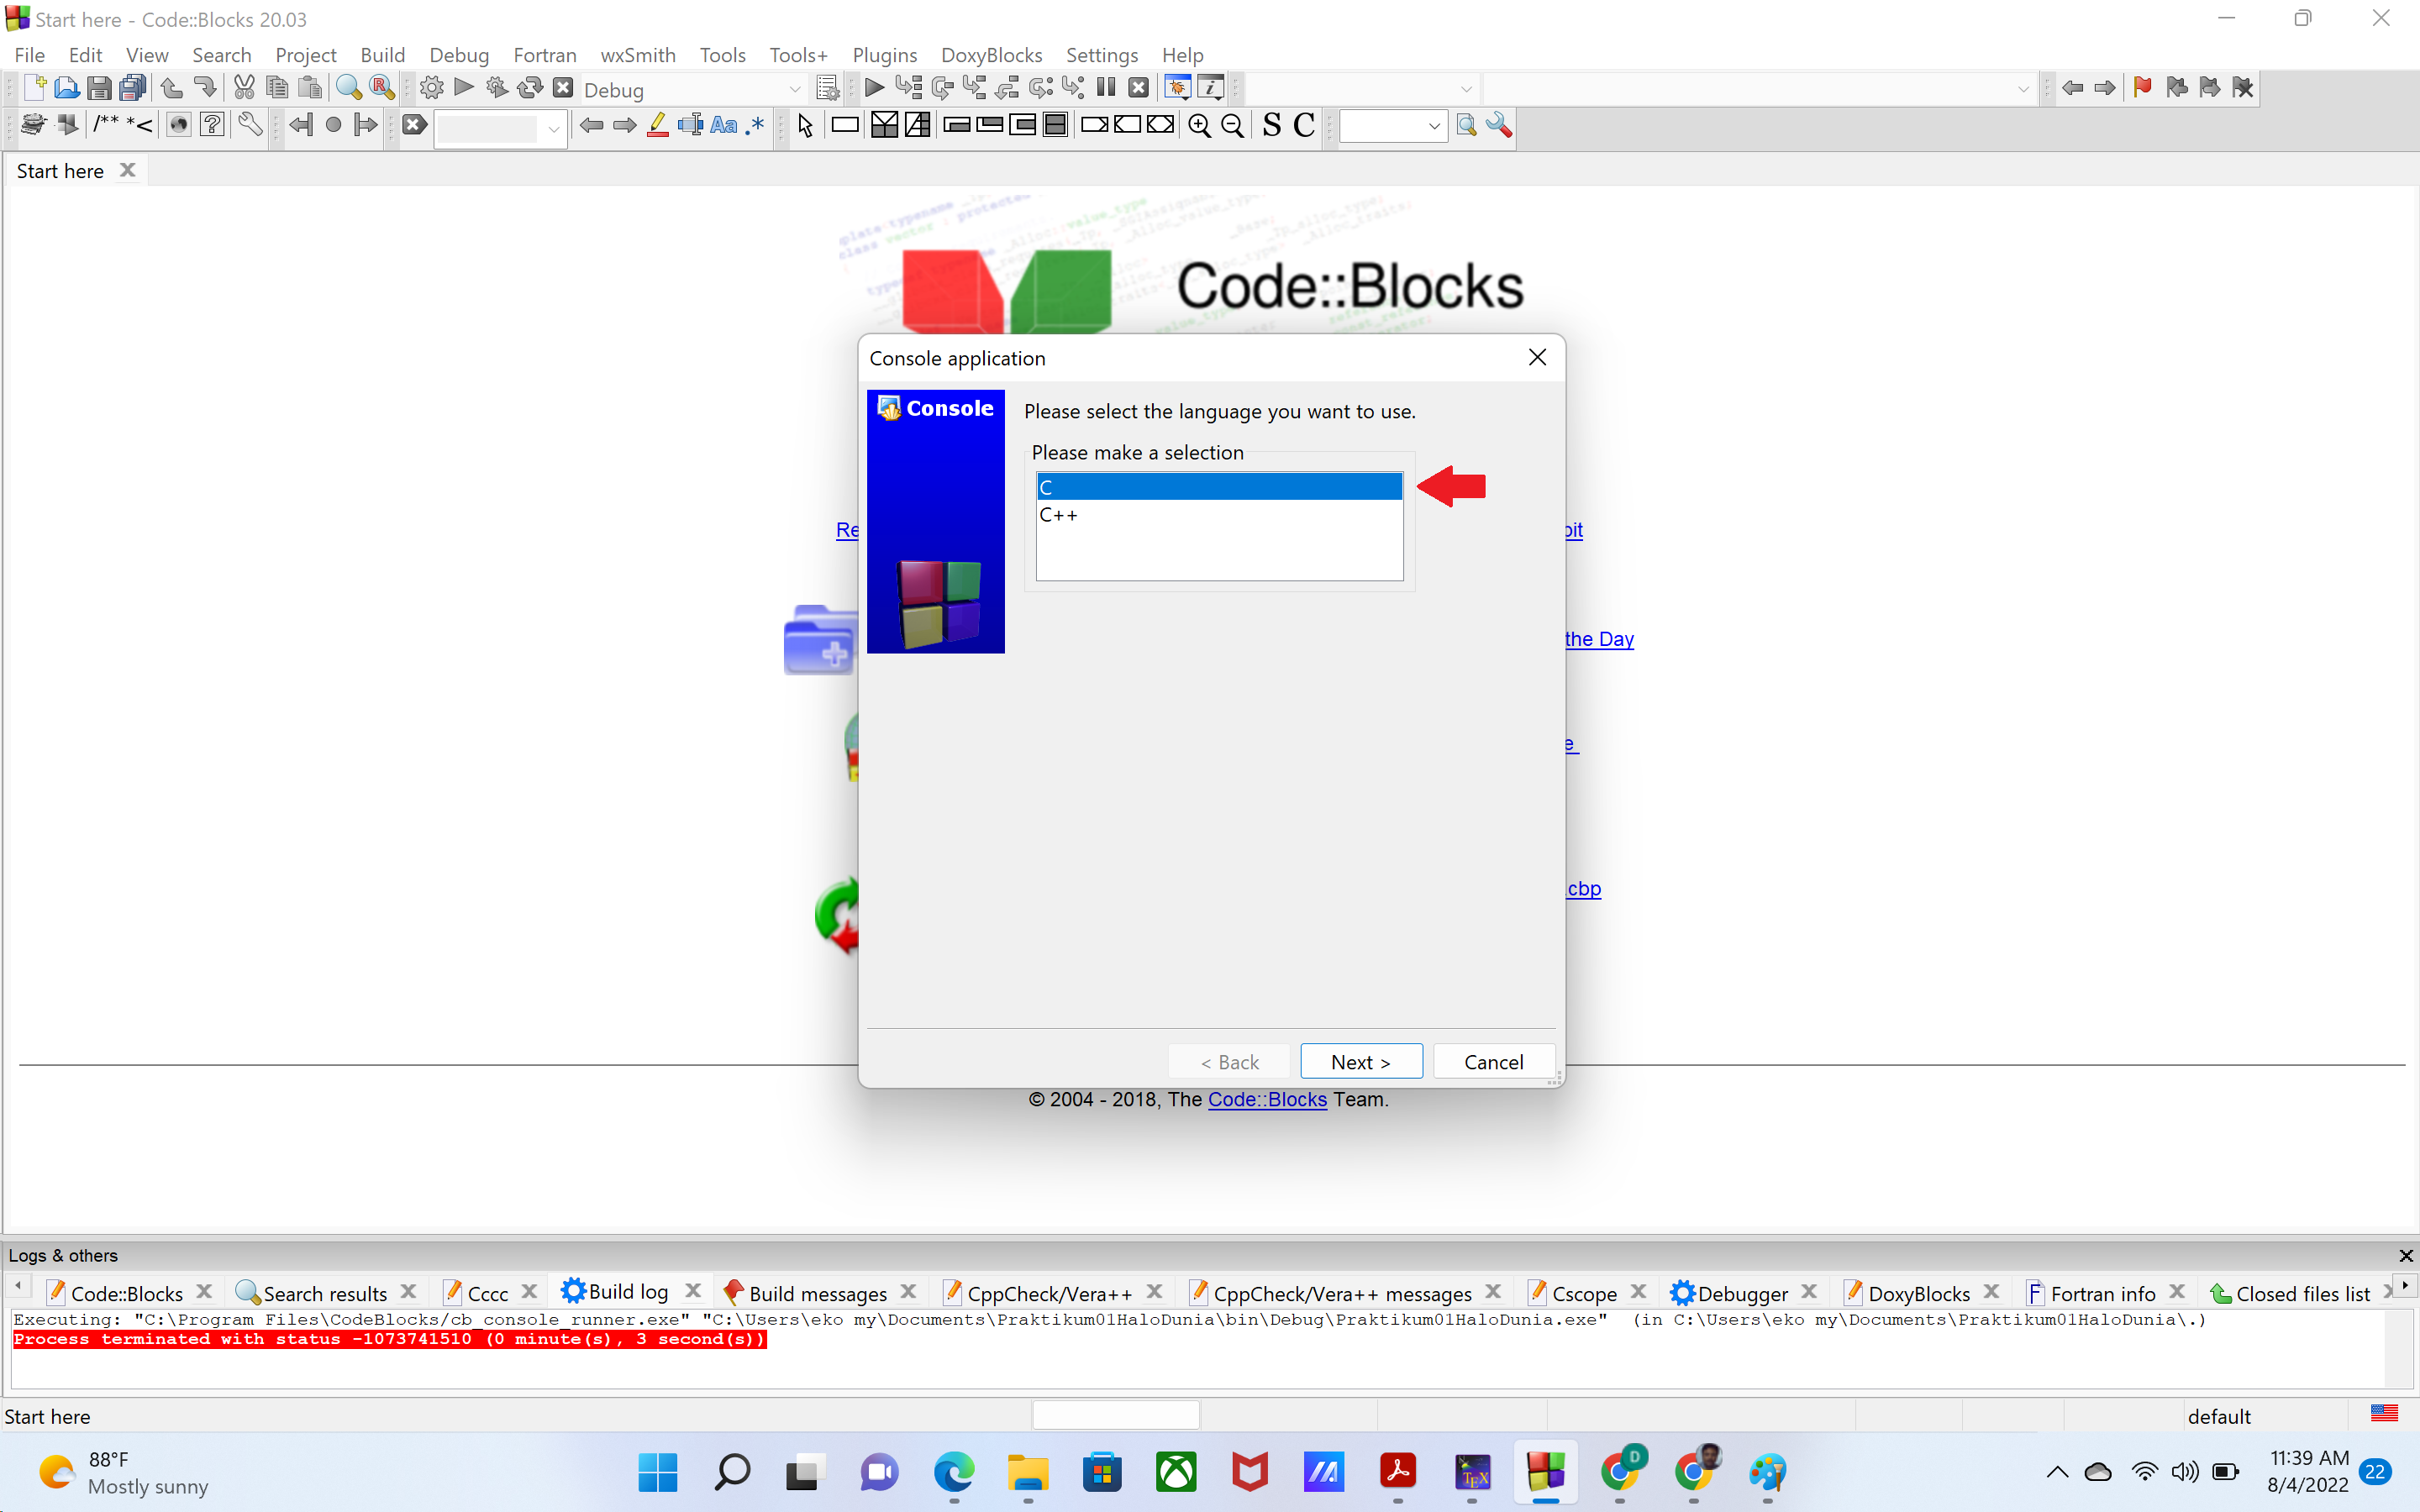 Start here - Code::Blocks 20.03
File Edit View Search Project Build Debug Fortran wxSmith Tools Tools+ Plugins DoxyBlocks Settings Help
Debug
/** *< Aa .* S C
Start here
Code::Blocks
Console application
Console
Please select the language you want to use.
Please make a selection
C
C++
Re
bit
the Day
e
.cbp
< Back Next > Cancel
© 2004 - 2018, The Code::Blocks Team.
Logs & others
Code::Blocks Search results Cccc Build log Build messages CppCheck/Vera++ CppCheck/Vera++ messages Cscope Debugger DoxyBlocks Fortran info Closed files list
Executing: "C:\Program Files\CodeBlocks/cb_console_runner.exe" "C:\Users\eko my\Documents\Praktikum01HaloDunia\bin\Debug\Praktikum01HaloDunia.exe" (in C:\Users\eko my\Documents\Praktikum01HaloDunia\.)
Process terminated with status -1073741510 (0 minute(s), 3 second(s))
Start here default
88°F
Mostly sunny
TEX
D
11:39 AM
8/4/2022
22